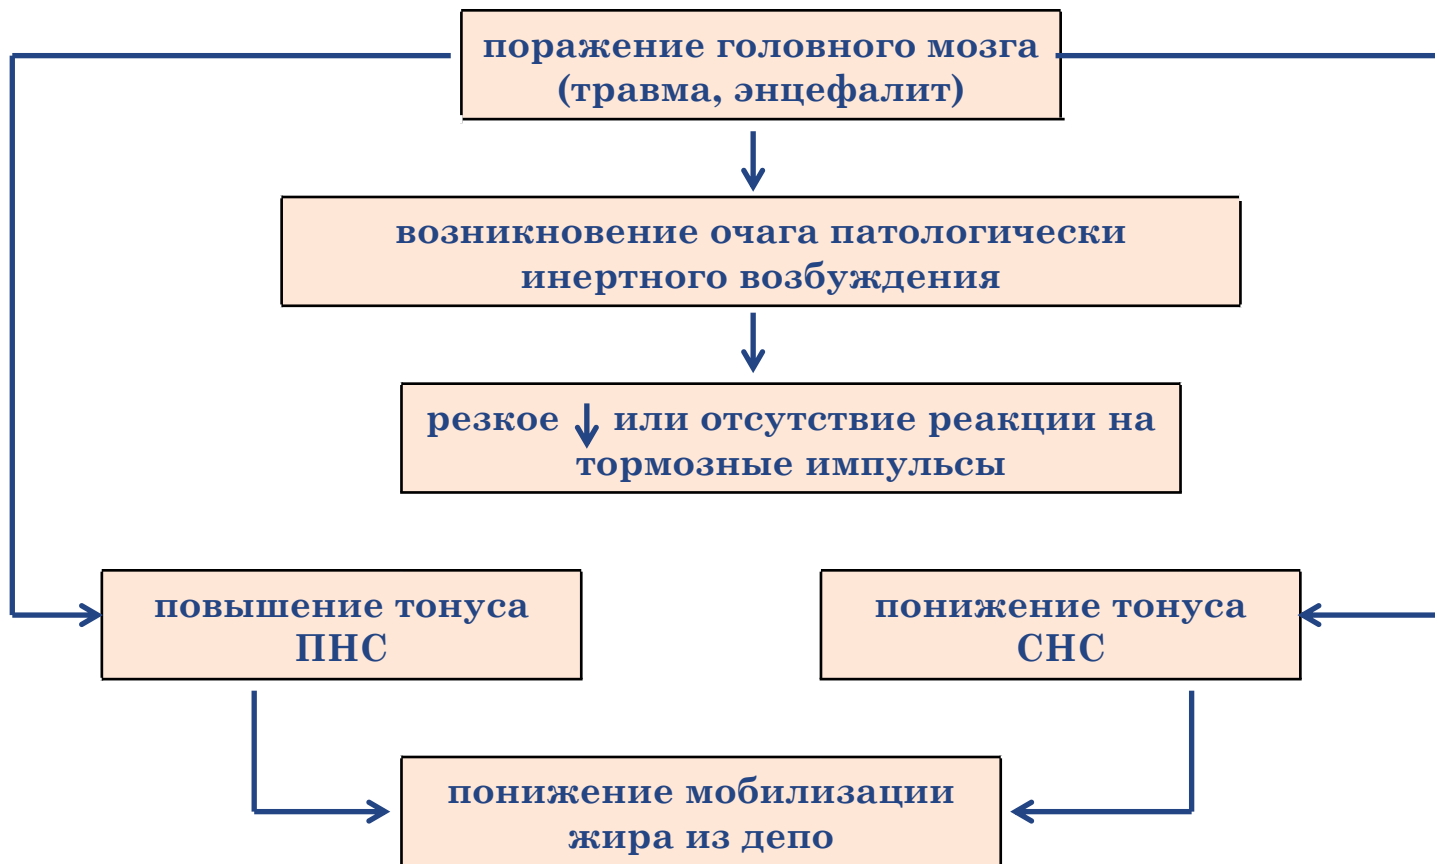 поражение головного мозга
(травма, энцефалит)
возникновение очага патологически
инертного возбуждения
резкое ↓ или отсутствие реакции на
тормозные импульсы
повышение тонуса
ПНС
понижение тонуса
СНС
понижение мобилизации
жира из депо